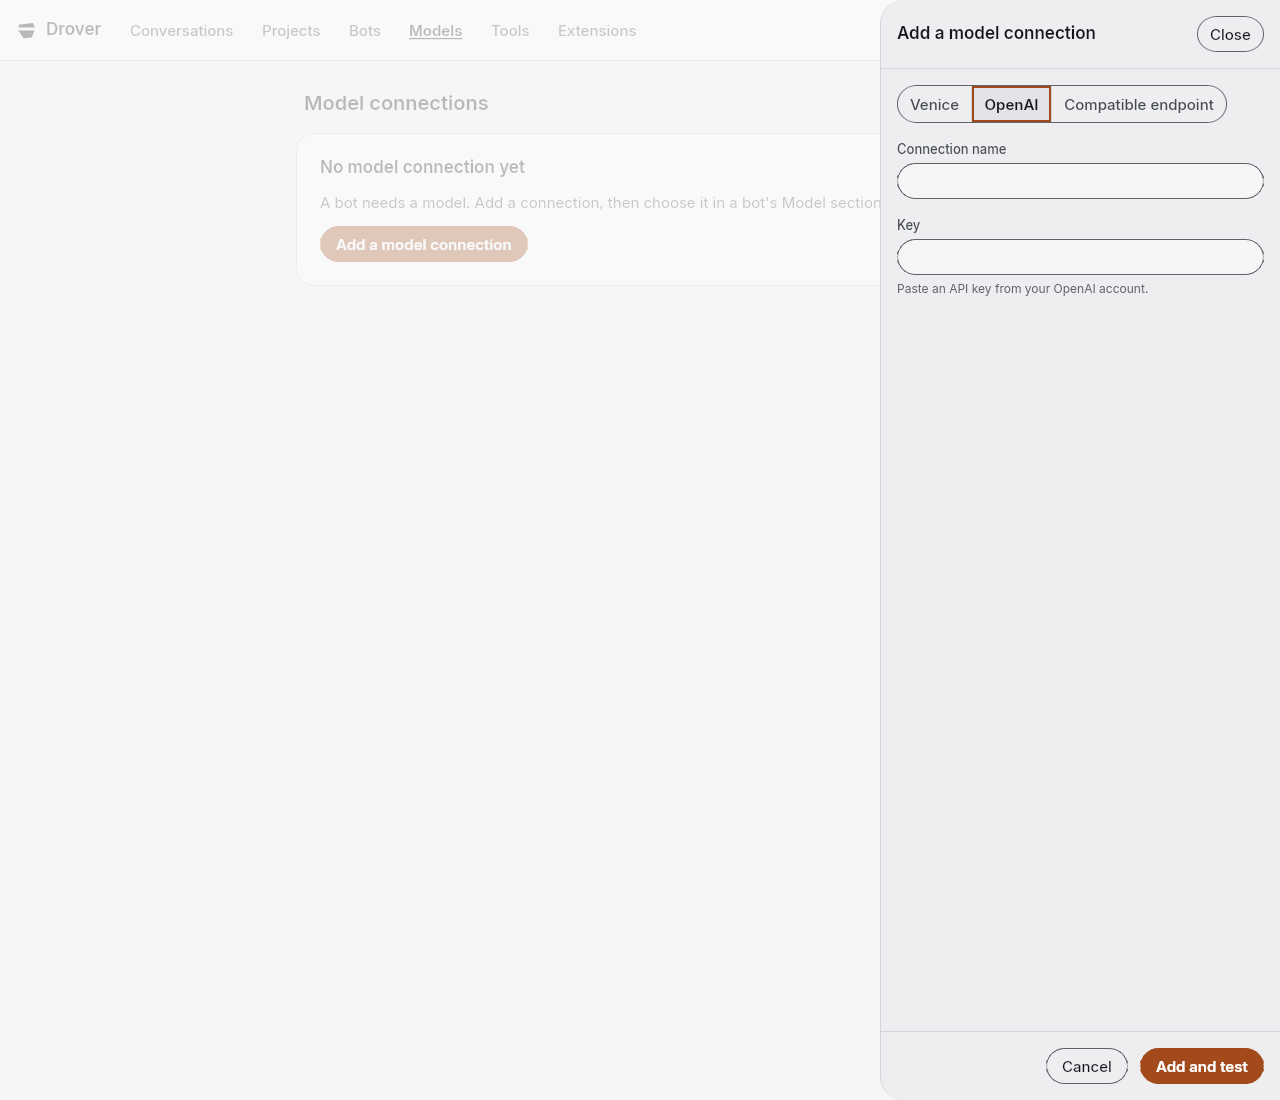 Drover
Conversations
Projects
Bots
Models
Tools
Extensions
Model connections
No model connection yet
A bot needs a model. Add a connection, then choose it in a bot's Model section
Add a model connection
Add a model connection
Close
Venice
OpenAI
Compatible endpoint
Connection name
Key
Paste an API key from your OpenAI account.
Cancel
Add and test